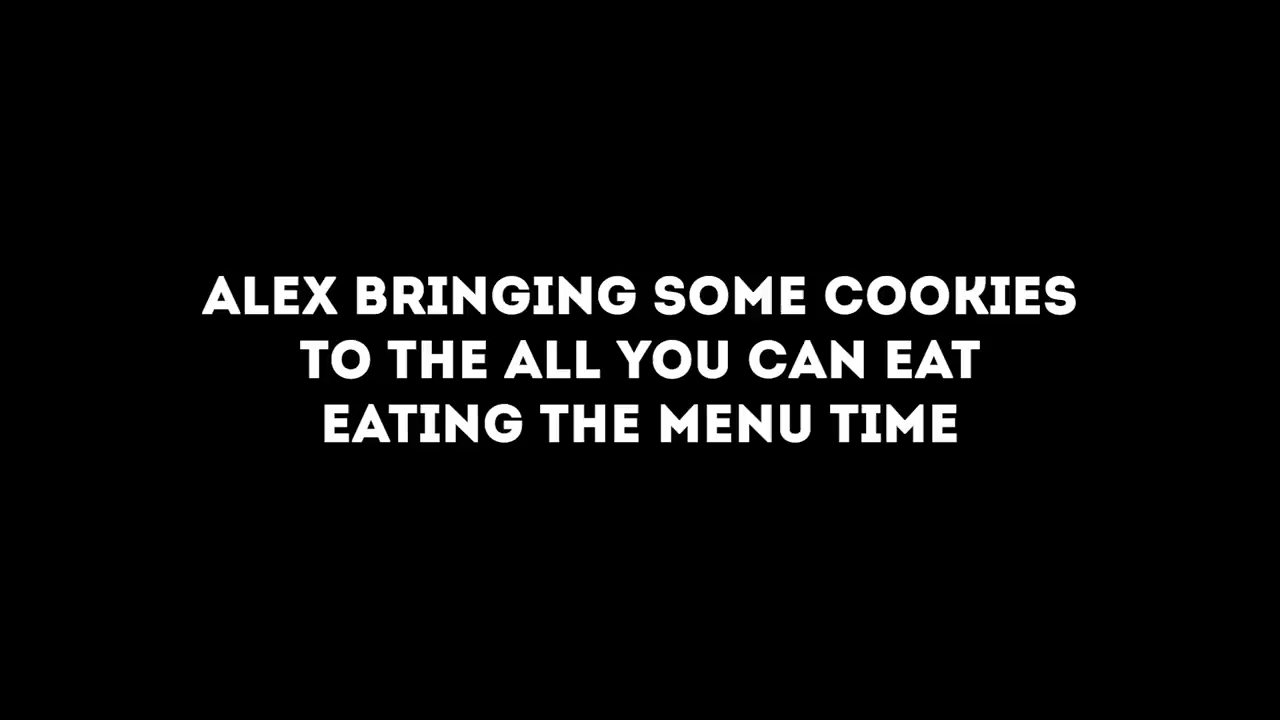 ALEX BRINGING SOME COOKIES
TO THE ALL YOU CAN EAT
EATING THE MENU TIME